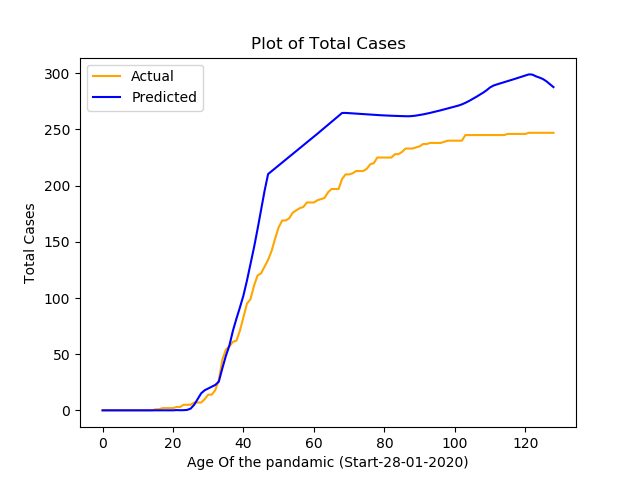 Plot of Total Cases
Actual
Predicted
300
250
200
150
100
50
0
Total Cases
0 20 40 60 80 100 120
Age Of the pandamic (Start-28-01-2020)